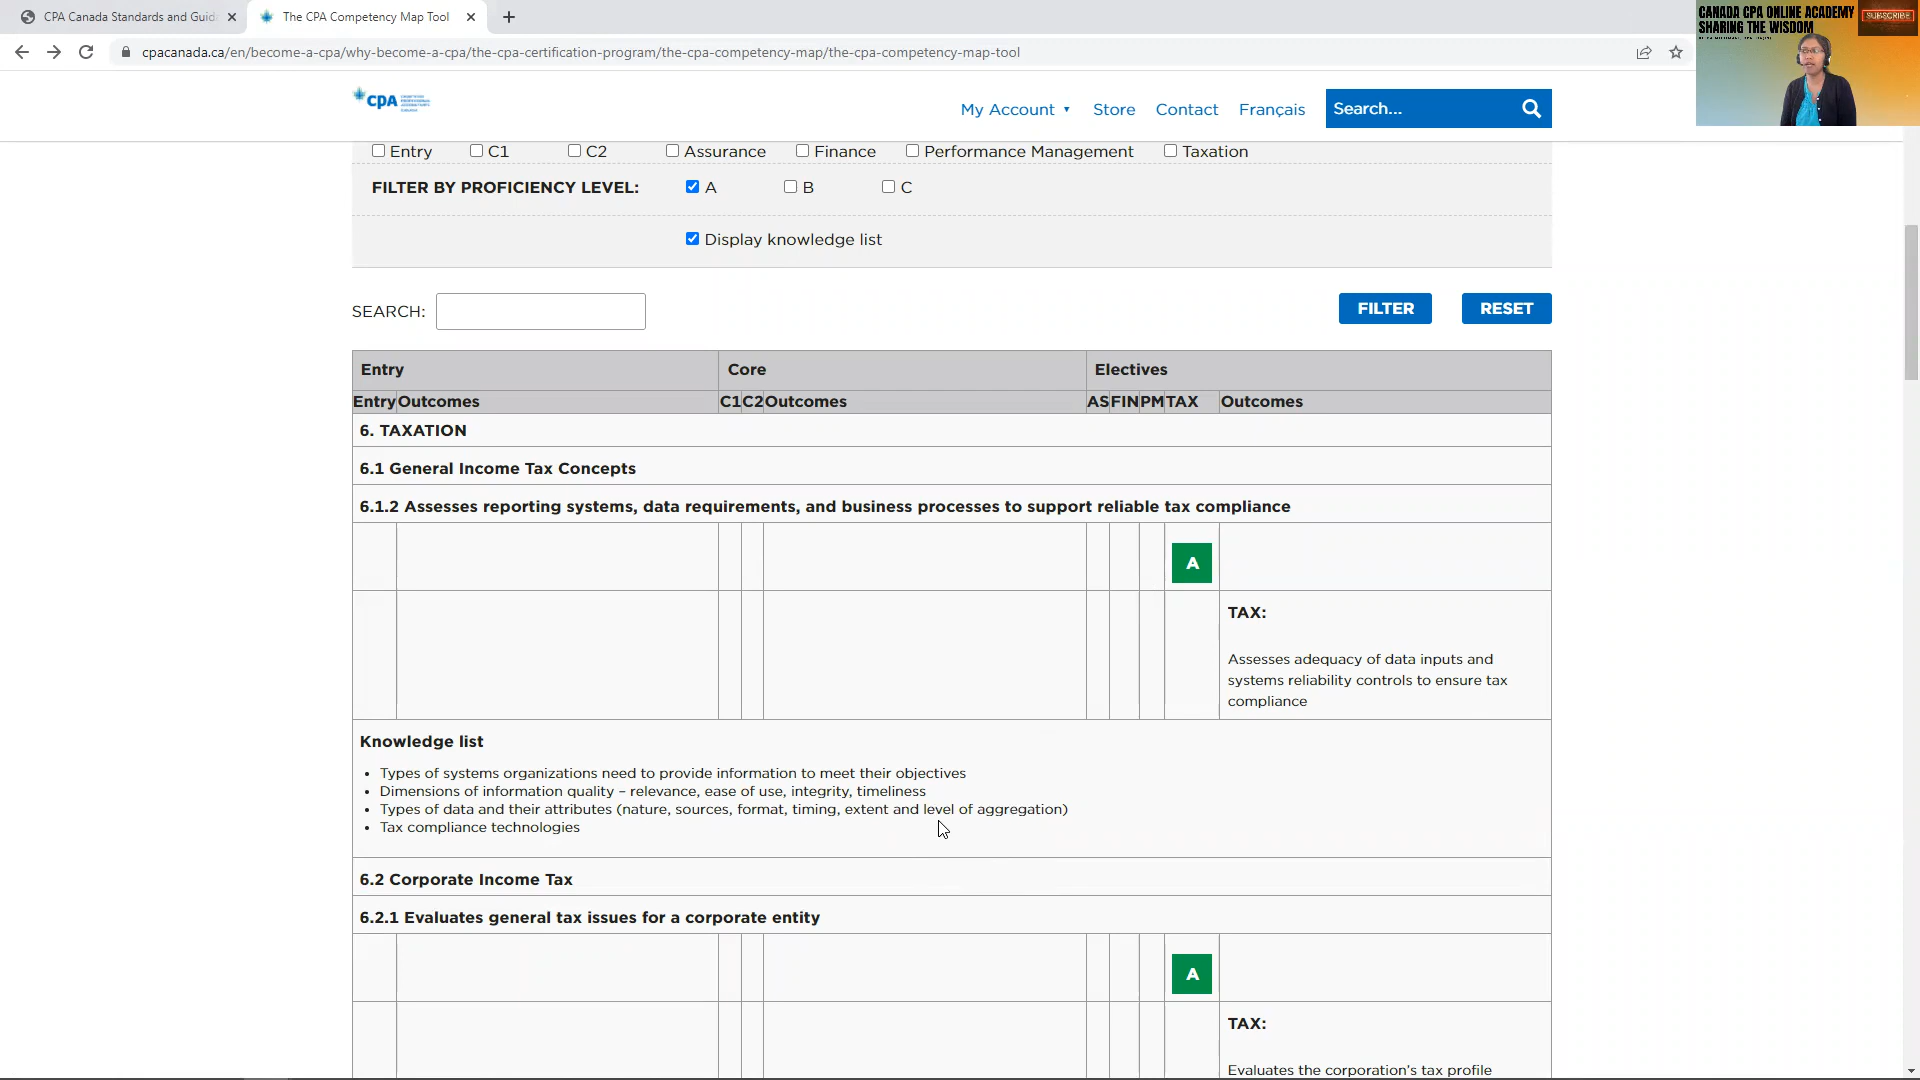 CPA Canada Standards and Guid
The CPA Competency Map Tool
cpacanada.ca/en/become-a-cpa/why-become-a-cpa/the-cpa-certification-program/the-cpa-competency-map/the-cpa-competency-map-tool
CANADA CPA ONLINE ACADEMY
SHARING THE WISDOM
SUBSCRIBE
CPA
My Account
Store
Contact
Français
Search...
Entry
C1
C2
Assurance
Finance
Performance Management
Taxation
FILTER BY PROFICIENCY LEVEL:
A
B
C
Display knowledge list
SEARCH:
FILTER
RESET
Entry
Core
Electives
Entry
Outcomes
C1
C2
Outcomes
AS
FIN
PM
TAX
Outcomes
6. TAXATION
6.1 General Income Tax Concepts
6.1.2 Assesses reporting systems, data requirements, and business processes to support reliable tax compliance
A
TAX:
Assesses adequacy of data inputs and
systems reliability controls to ensure tax
compliance
Knowledge list
• Types of systems organizations need to provide information to meet their objectives
• Dimensions of information quality – relevance, ease of use, integrity, timeliness
• Types of data and their attributes (nature, sources, format, timing, extent and level of aggregation)
• Tax compliance technologies
6.2 Corporate Income Tax
6.2.1 Evaluates general tax issues for a corporate entity
A
TAX:
Evaluates the corporation's tax profile